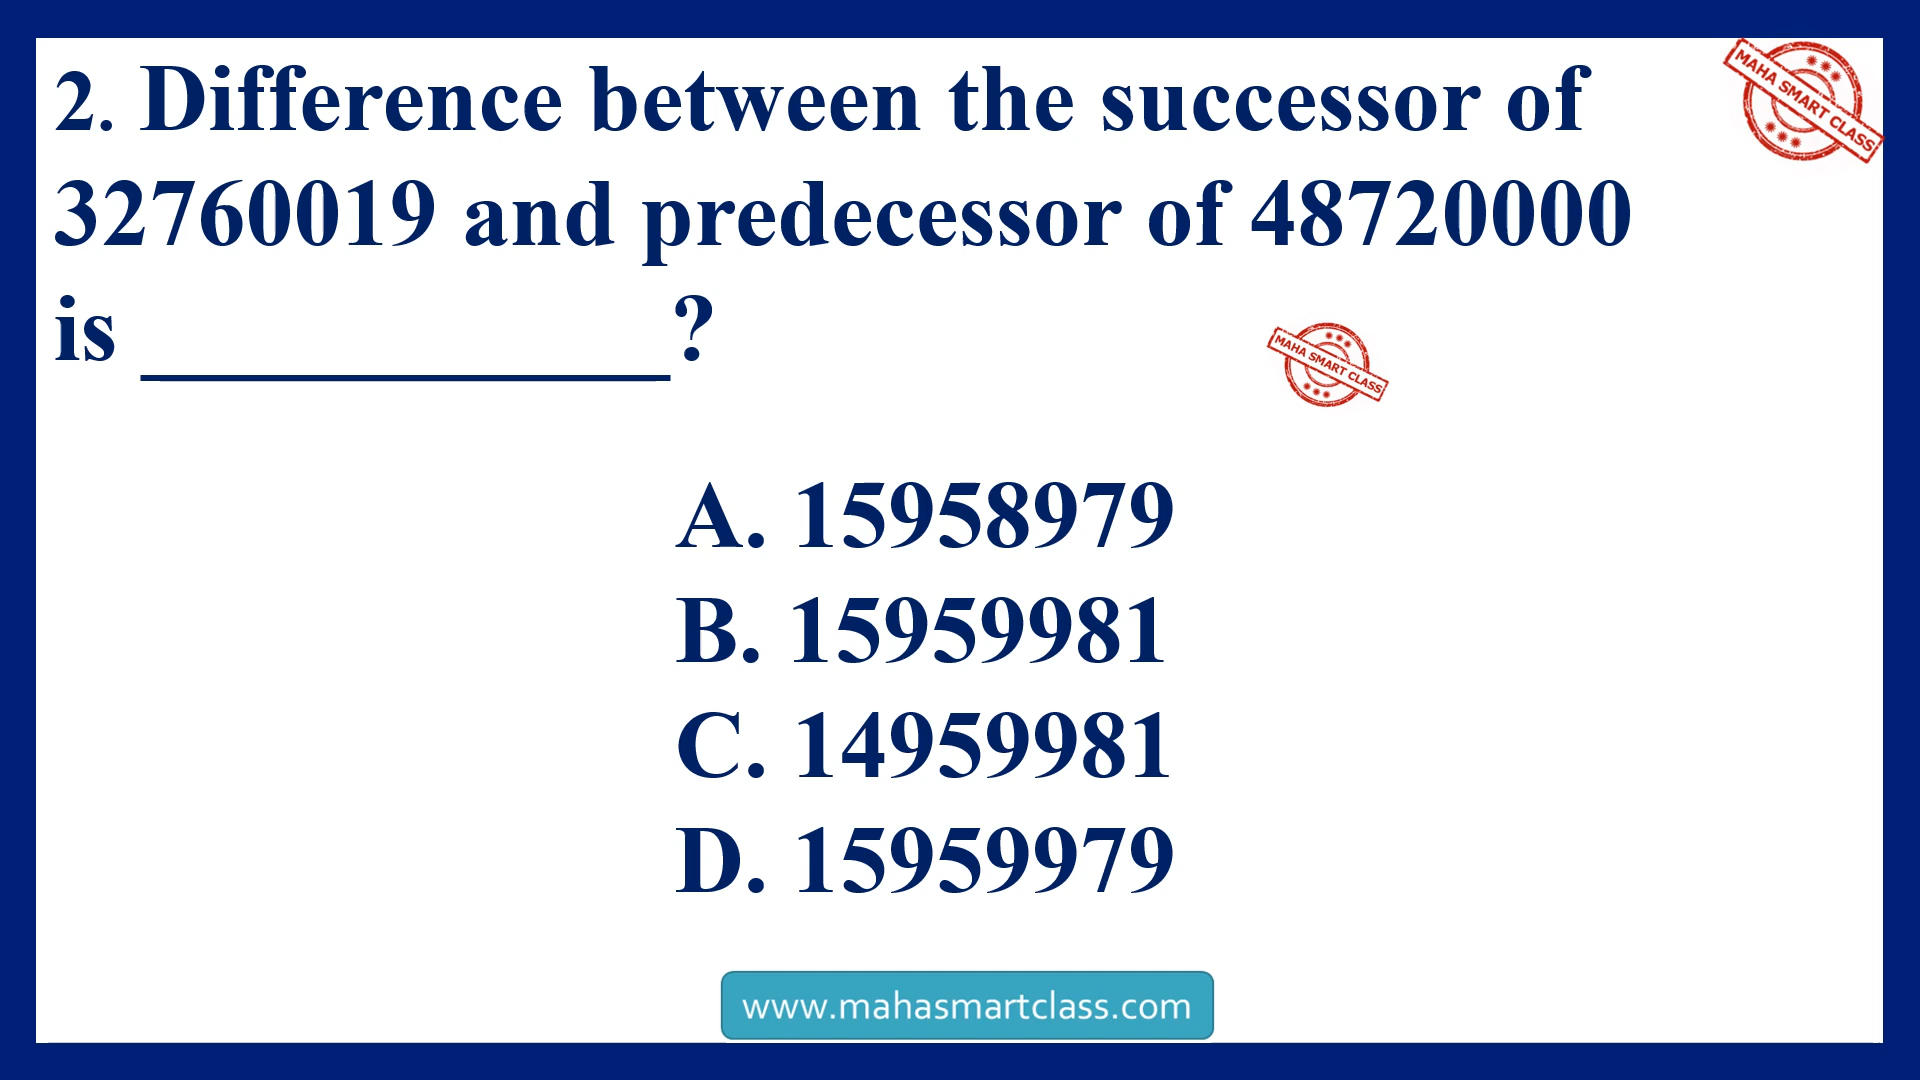 2. Difference between the successor of
32760019 and predecessor of 48720000
is ___________?
MAHA SMART CLASS
MAHA SMART CLASS
A. 15958979
B. 15959981
C. 14959981
D. 15959979
www.mahasmartclass.com